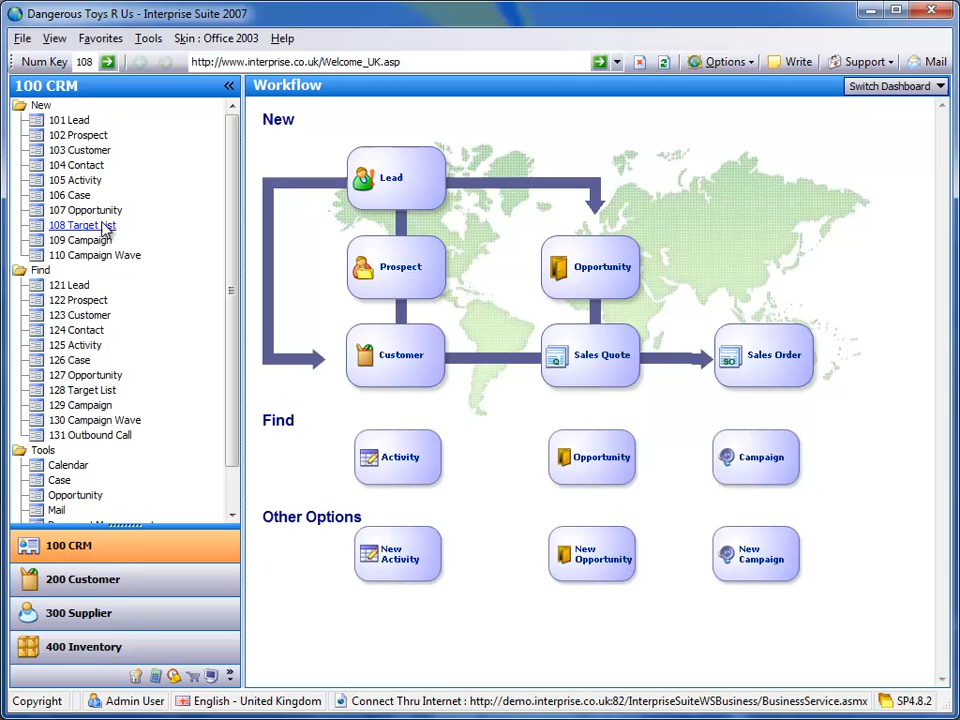 Dangerous Toys R Us - Interprise Suite 2007
File View Favorites Tools Skin : Office 2003 Help
Num Key 108 http://www.interprise.co.uk/Welcome_UK.asp Options Write Support Mail
100 CRM «
New
101 Lead
102 Prospect
103 Customer
104 Contact
105 Activity
106 Case
107 Opportunity
108 Target List
109 Campaign
110 Campaign Wave
Find
121 Lead
122 Prospect
123 Customer
124 Contact
125 Activity
126 Case
127 Opportunity
128 Target List
129 Campaign
130 Campaign Wave
131 Outbound Call
Tools
Calendar
Case
Opportunity
Mail
100 CRM
200 Customer
300 Supplier
400 Inventory
»
Workflow Switch Dashboard
New
Lead
Prospect Opportunity
Customer Sales Quote Sales Order
Find
Activity Opportunity Campaign
Other Options
New Activity
New Opportunity
New Campaign
Copyright Admin User English - United Kingdom Connect Thru Internet : http://demo.interprise.co.uk:82/InterpriseSuiteWSBusiness/BusinessService.asmx SP4.8.2